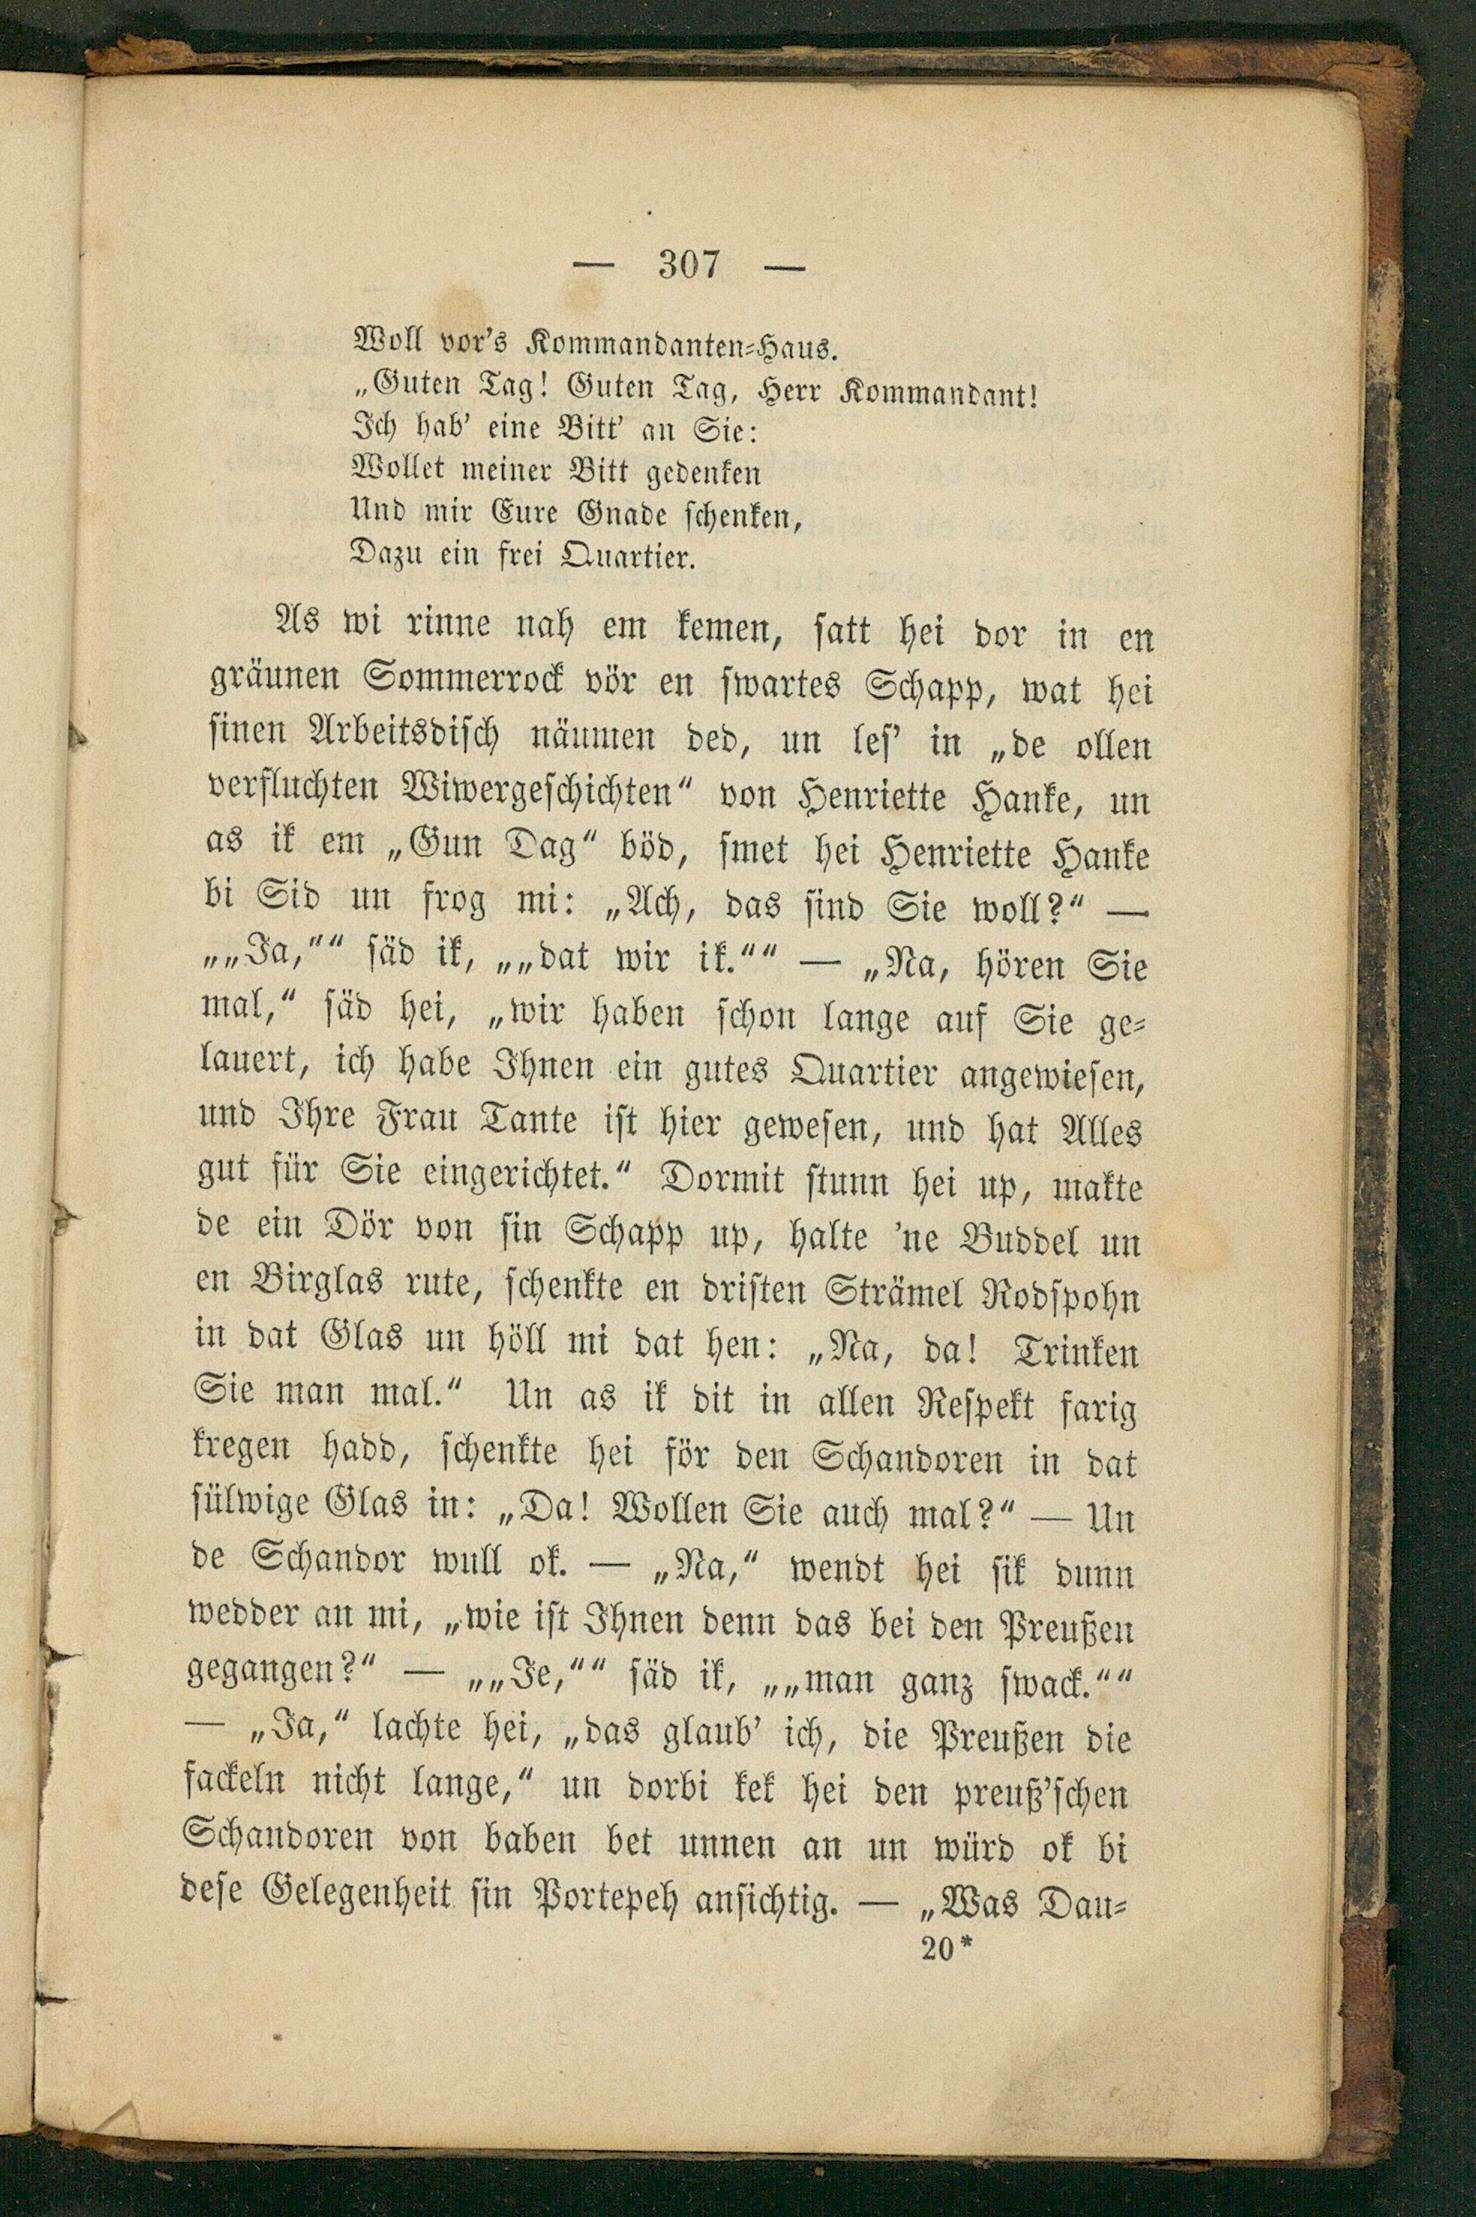 — 307 —
Woll vor's Kommandanten-Haus.
„Guten Tag! Guten Tag, Herr Kommandant!
Ich hab' eine Bitt' an Sie:
Wollet meiner Bitt gedenken
Und mir Eure Gnade schenken,
Dazu ein frei Quartier.
As wi rinne nah em kemen, satt hei dor in en
gräunen Sommerrock vör en swartes Schapp, wat hei
sinen Arbeitsdisch näumen ded, un les' in „de ollen
verfluchten Wiwergeschichten“ von Henriette Hanke, un
as ik em „Gun Dag“ böd, smet hei Henriette Hanke
bi Sid un frog mi: „Ach, das sind Sie woll?“ —
„„Ja,““ säd ik, „„dat wir ik.““ — „Na, hören Sie
mal,“ säd hei, „wir haben schon lange auf Sie ge-
lauert, ich habe Ihnen ein gutes Quartier angewiesen,
und Ihre Frau Tante ist hier gewesen, und hat Alles
gut für Sie eingerichtet.“ Dormit stunn hei up, makte
de ein Dör von sin Schapp up, halte 'ne Buddel un
en Birglas rute, schenkte en dristen Strämel Rodspohn
in dat Glas un höll mi dat hen: „Na, da! Trinken
Sie man mal.“ Un as ik dit in allen Respekt farig
kregen hadd, schenkte hei för den Schandoren in dat
sülwige Glas in: „Da! Wollen Sie auch mal?“ — Un
de Schandor wull ok. — „Na,“ wendt hei sik dunn
wedder an mi, „wie ist Ihnen denn das bei den Preußen
gegangen?“ — „„Je,““ säd ik, „„man ganz swack.““
— „Ja,“ lachte hei, „das glaub' ich, die Preußen die
fackeln nicht lange,“ un dorbi kek hei den preuß'schen
Schandoren von baben bet unnen an un würd ok bi
dese Gelegenheit sin Portepeh ansichtig. — „Was Dau-
20*